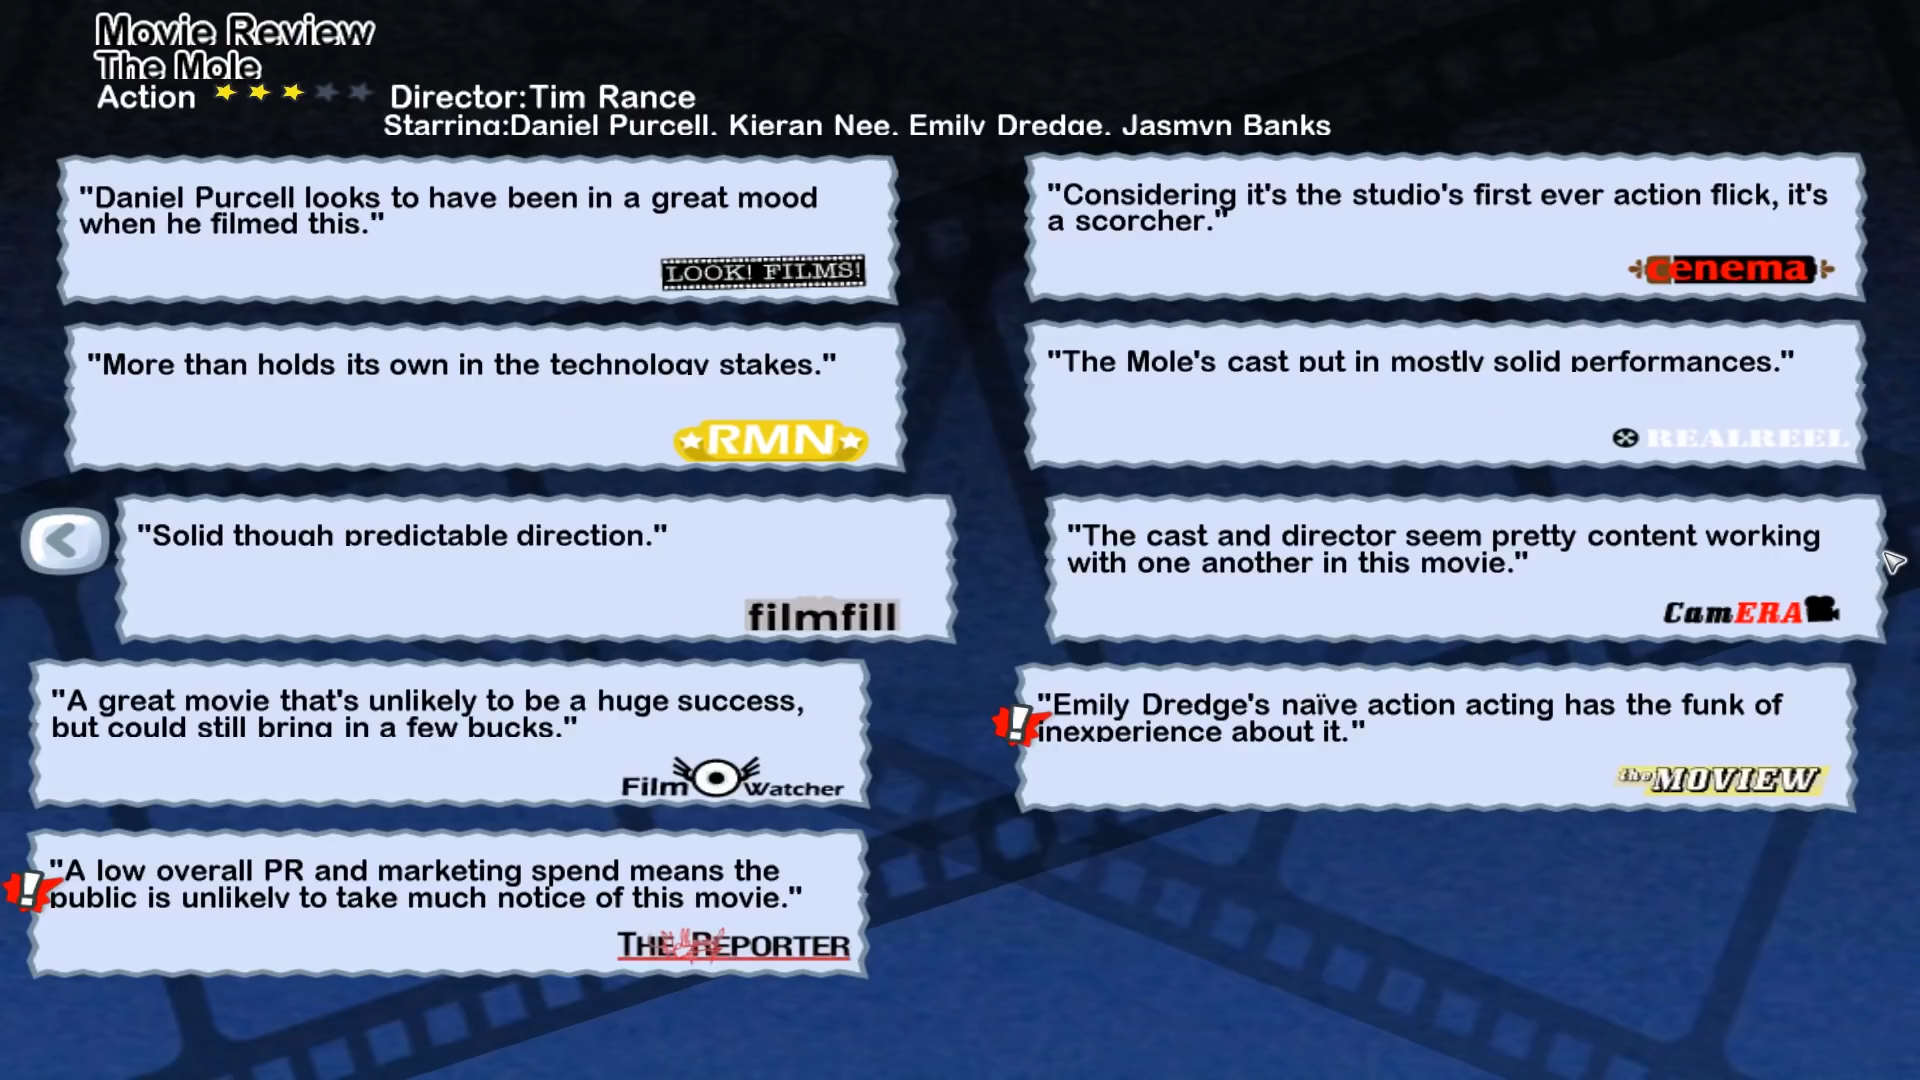 Movie Review
The Mole
Action
Director:Tim Rance
Starring:Daniel Purcell, Kieran Nee, Emily Dredge, Jasmyn Banks
"Daniel Purcell looks to have been in a great mood
when he filmed this."
LOOK! FILMS!
"Considering it's the studio's first ever action flick, it's
a scorcher."
cenema
"More than holds its own in the technology stakes."
RMN
"The Mole's cast put in mostly solid performances."
REALREEL
"Solid though predictable direction."
filmfill
"The cast and director seem pretty content working
with one another in this movie."
CamERA
"A great movie that's unlikely to be a huge success,
but could still bring in a few bucks."
Film Watcher
"Emily Dredge's naïve action acting has the funk of
inexperience about it."
the MOVIEW
"A low overall PR and marketing spend means the
public is unlikely to take much notice of this movie."
THE REPORTER